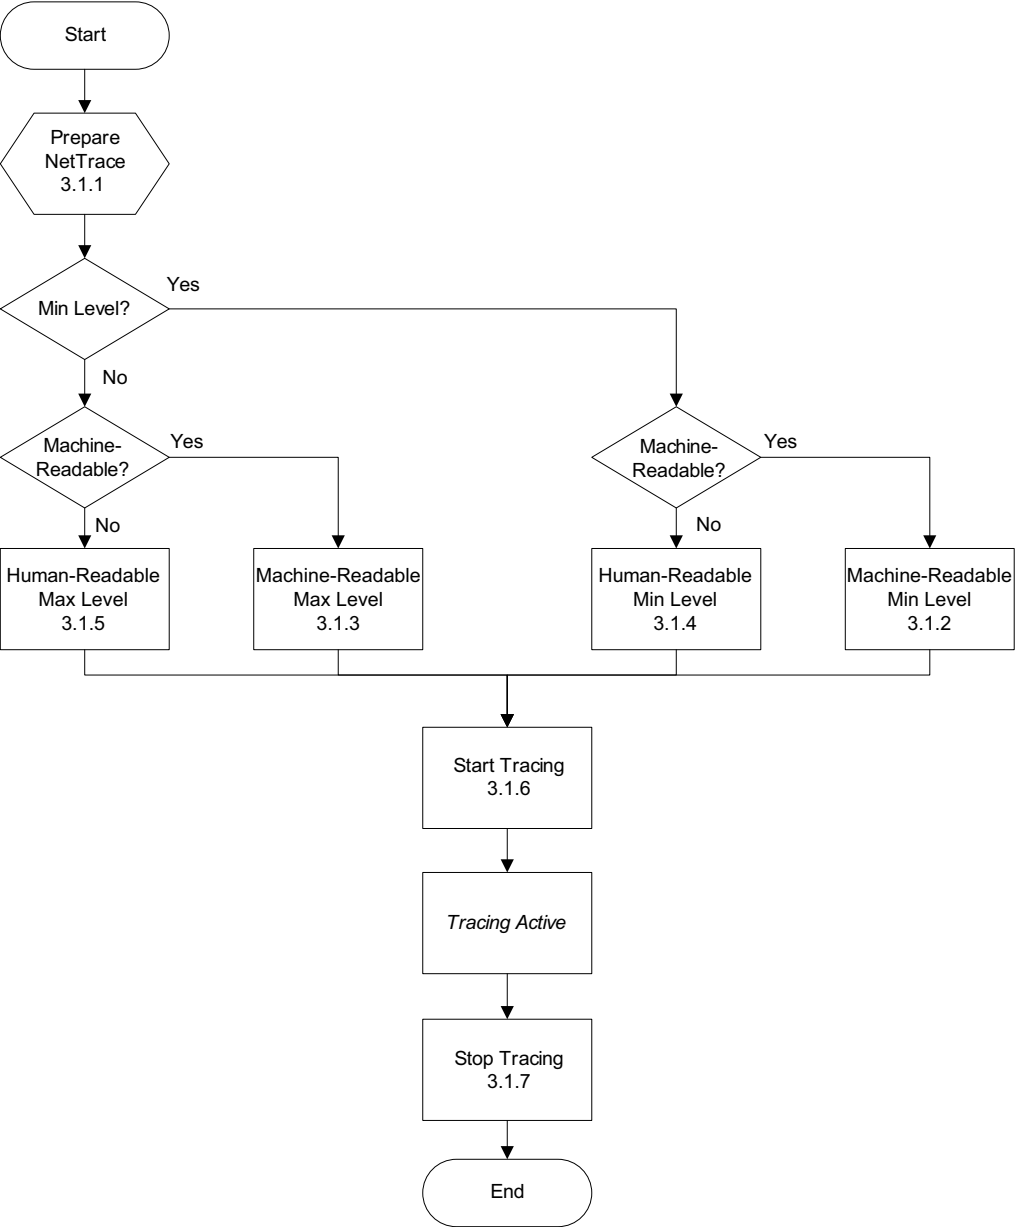 Start
Prepare
NetTrace
3.1.1
Yes
Min Level?
No
Machine-
Readable?
Yes
Machine-
Readable?
Yes
No
No
Human-Readable
Max Level
3.1.5
Machine-Readable
Max Level
3.1.3
Human-Readable
Min Level
3.1.4
Machine-Readable
Min Level
3.1.2
Start Tracing
3.1.6
Tracing Active
Stop Tracing
3.1.7
End